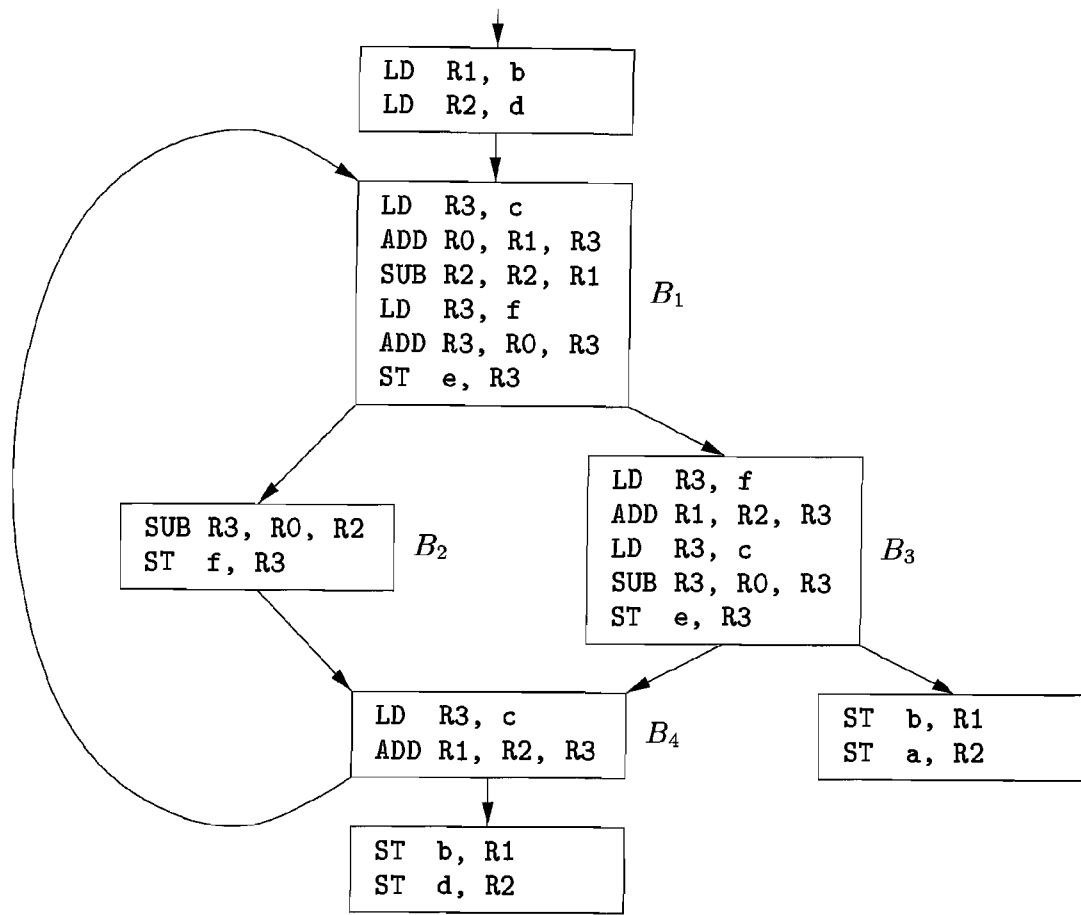 LD R1, b
LD R2, d
LD R3, c
ADD R0, R1, R3
SUB R2, R2, R1
LD R3, f
ADD R3, R0, R3
ST e, R3
B₁
SUB R3, R0, R2
ST f, R3
B₂
LD R3, f
ADD R1, R2, R3
LD R3, c
SUB R3, R0, R3
ST e, R3
B₃
LD R3, c
ADD R1, R2, R3
B₄
ST b, R1
ST a, R2
ST b, R1
ST d, R2